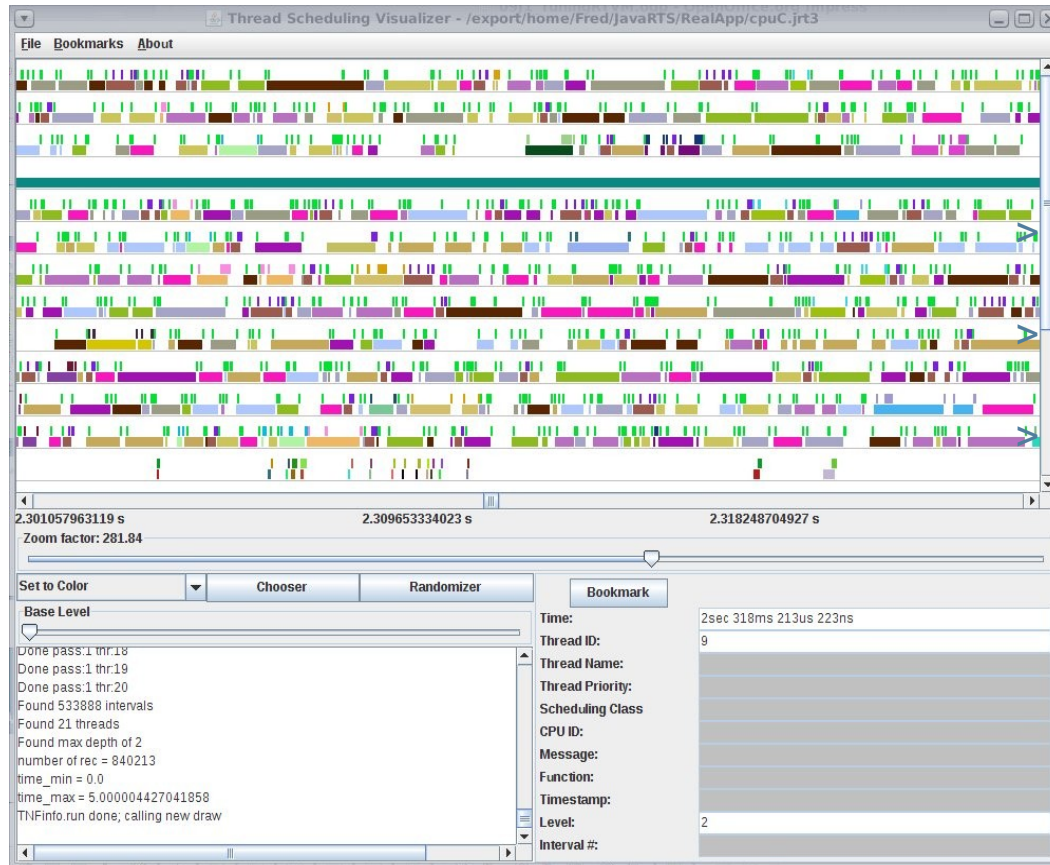 Thread Scheduling Visualizer - /export/home/Fred/JavaRTS/RealApp/cpuC.jrt3
File Bookmarks About
2.301057963119 s 2.309653334023 s 2.318248704927 s
Zoom factor: 281.84
Set to Color Chooser Randomizer
Bookmark
Base Level
Time: 2sec 318ms 213us 223ns
Thread ID: 9
Thread Name:
Thread Priority:
Scheduling Class
CPU ID:
Message:
Function:
Timestamp:
Level: 2
Interval #:
Done pass:1 thr:18
Done pass:1 thr:19
Done pass:1 thr:20
Found 533888 intervals
Found 21 threads
Found max depth of 2
number of rec = 840213
time_min = 0.0
time_max = 5.000004427041858
TNFinfo.run done; calling new draw